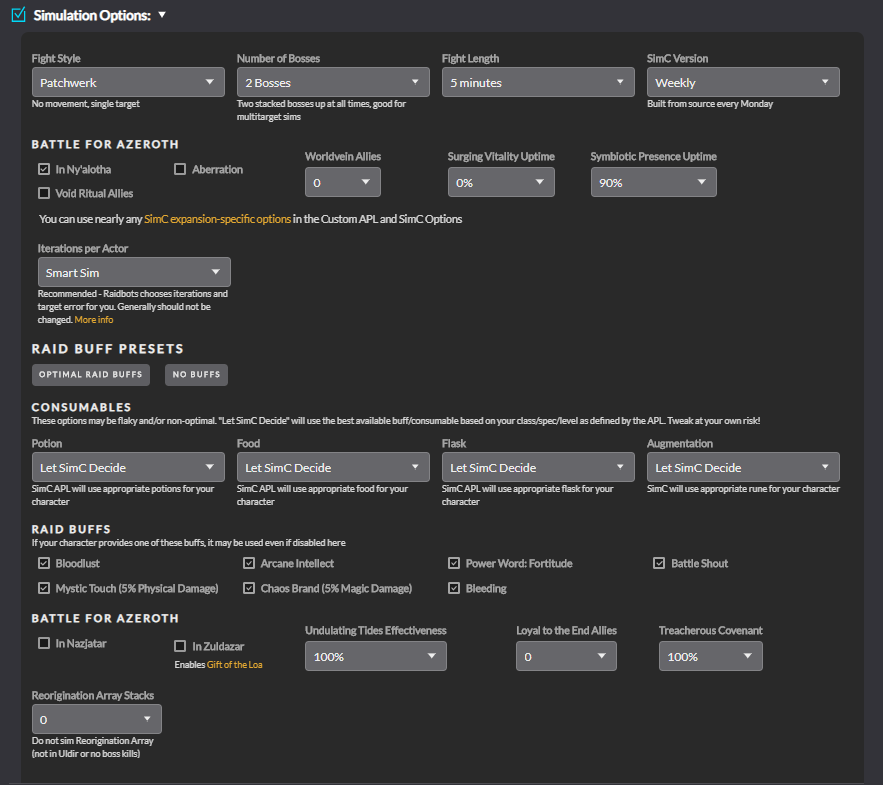 Simulation Options:
Fight Style
Number of Bosses
Fight Length
SimC Version
Patchwerk
2 Bosses
5 minutes
Weekly
No movement, single target
Two stacked bosses up at all times, good for
multitarget sims
Built from source every Monday
BATTLE FOR AZEROTH
In Ny'alotha
Aberration
Void Ritual Allies
Worldvein Allies
0
Surging Vitality Uptime
0%
Symbiotic Presence Uptime
90%
You can use nearly any SimC expansion-specific options in the Custom APL and SimC Options
Iterations per Actor
Smart Sim
Recommended - Raidbots chooses iterations and
target error for you. Generally should not be
changed. More info
RAID BUFF PRESETS
OPTIMAL RAID BUFFS
NO BUFFS
CONSUMABLES
These options may be flaky and/or non-optimal. "Let SimC Decide" will use the best available buff/consumable based on your class/spec/level as defined by the APL. Tweak at your own risk!
Potion
Food
Flask
Augmentation
Let SimC Decide
Let SimC Decide
Let SimC Decide
Let SimC Decide
SimC APL will use appropriate potions for your
character
SimC APL will use appropriate food for your
character
SimC APL will use appropriate flask for your
character
SimC will use appropriate rune for your character
RAID BUFFS
If your character provides one of these buffs, it may be used even if disabled here
Bloodlust
Arcane Intellect
Power Word: Fortitude
Battle Shout
Mystic Touch (5% Physical Damage)
Chaos Brand (5% Magic Damage)
Bleeding
BATTLE FOR AZEROTH
In Nazjatar
In Zuldazar
Enables Gift of the Loa
Undulating Tides Effectiveness
100%
Loyal to the End Allies
0
Treacherous Covenant
100%
Reorigination Array Stacks
0
Do not sim Reorigination Array
(not in Uldir or no boss kills)